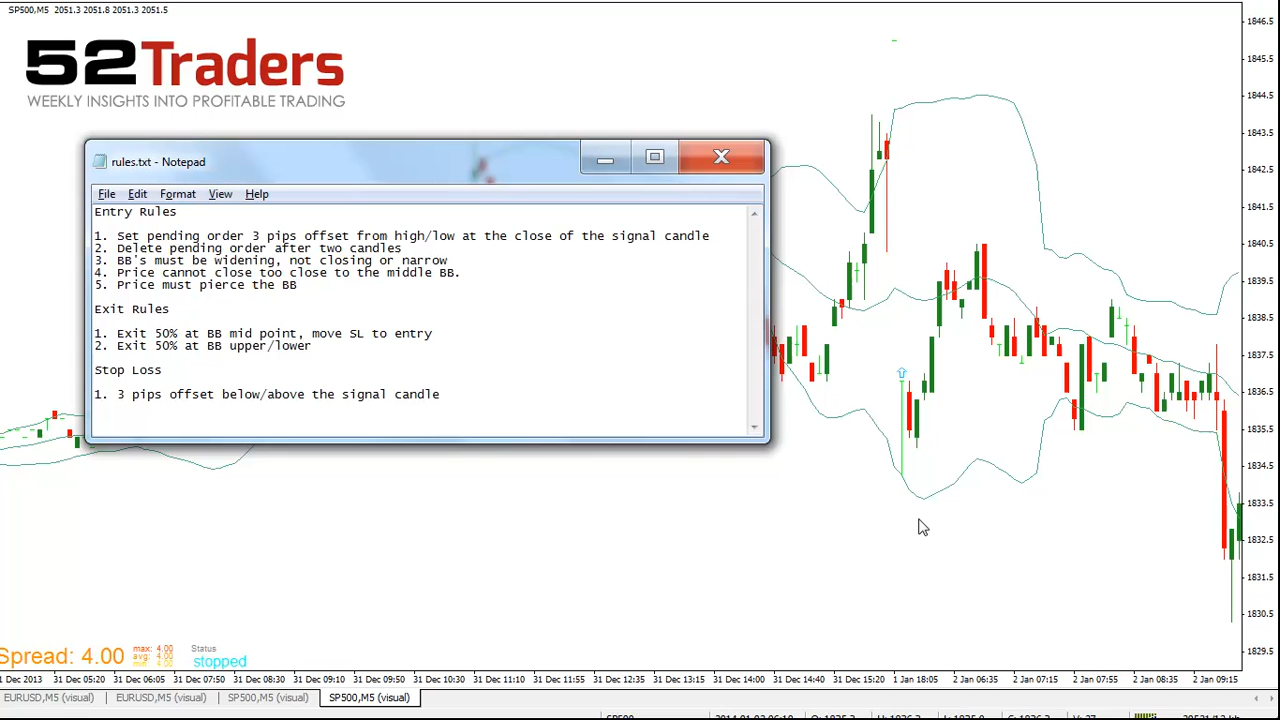 SP500,M5 2051.3 2051.8 2051.3 2051.5
52Traders
WEEKLY INSIGHTS INTO PROFITABLE TRADING
rules.txt - Notepad
File Edit Format View Help
Entry Rules
1. Set pending order 3 pips offset from high/low at the close of the signal candle
2. Delete pending order after two candles
3. BB's must be widening, not closing or narrow
4. Price cannot close too close to the middle BB.
5. Price must pierce the BB
Exit Rules
1. Exit 50% at BB mid point, move SL to entry
2. Exit 50% at BB upper/lower
Stop Loss
1. 3 pips offset below/above the signal candle
1846.5
1844.5
1843.5
1842.5
1841.5
1840.5
1839.5
1838.5
1837.5
1836.5
1835.5
1834.5
1833.5
1832.5
1831.5
1830.5
1829.5
Spread: 4.00
max: 4.00
avg: 4.00
min: 4.00
Status
stopped
1 Dec 2013 31 Dec 05:20 31 Dec 06:05 31 Dec 07:50 31 Dec 08:30 31 Dec 09:10 31 Dec 09:50 31 Dec 10:30 31 Dec 11:10 31 Dec 11:50 31 Dec 12:40 31 Dec 14:00 31 Dec 14:40 31 Dec 15:20 1 Jan 18:05 2 Jan 06:35 2 Jan 07:15 2 Jan 07:55 2 Jan 08:35 2 Jan 09:15
EURUSD,M5 (visual) EURUSD,M5 (visual) SP500,M5 (visual) SP500,M5 (visual)